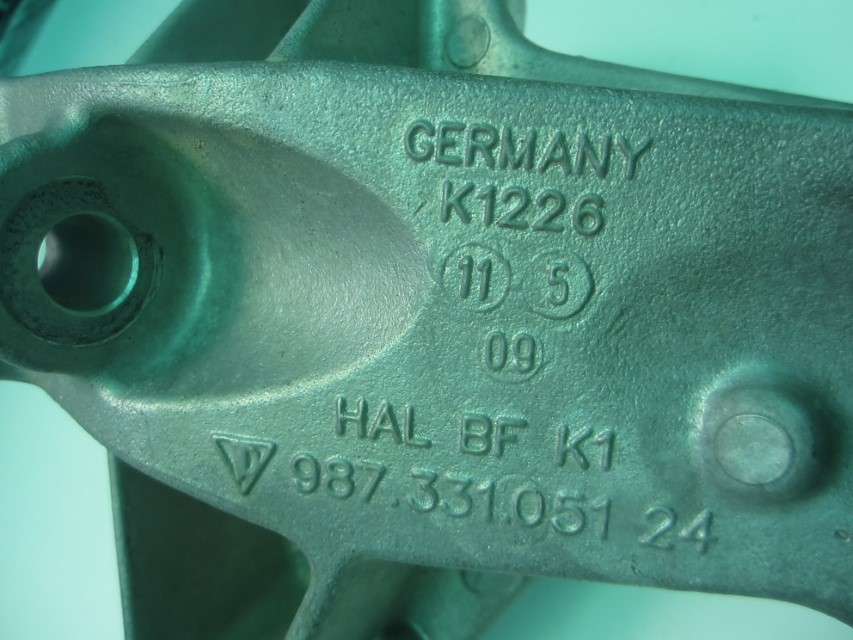 GERMANY
K1226
11 5
09
HAL BF K1
987.331.051 24